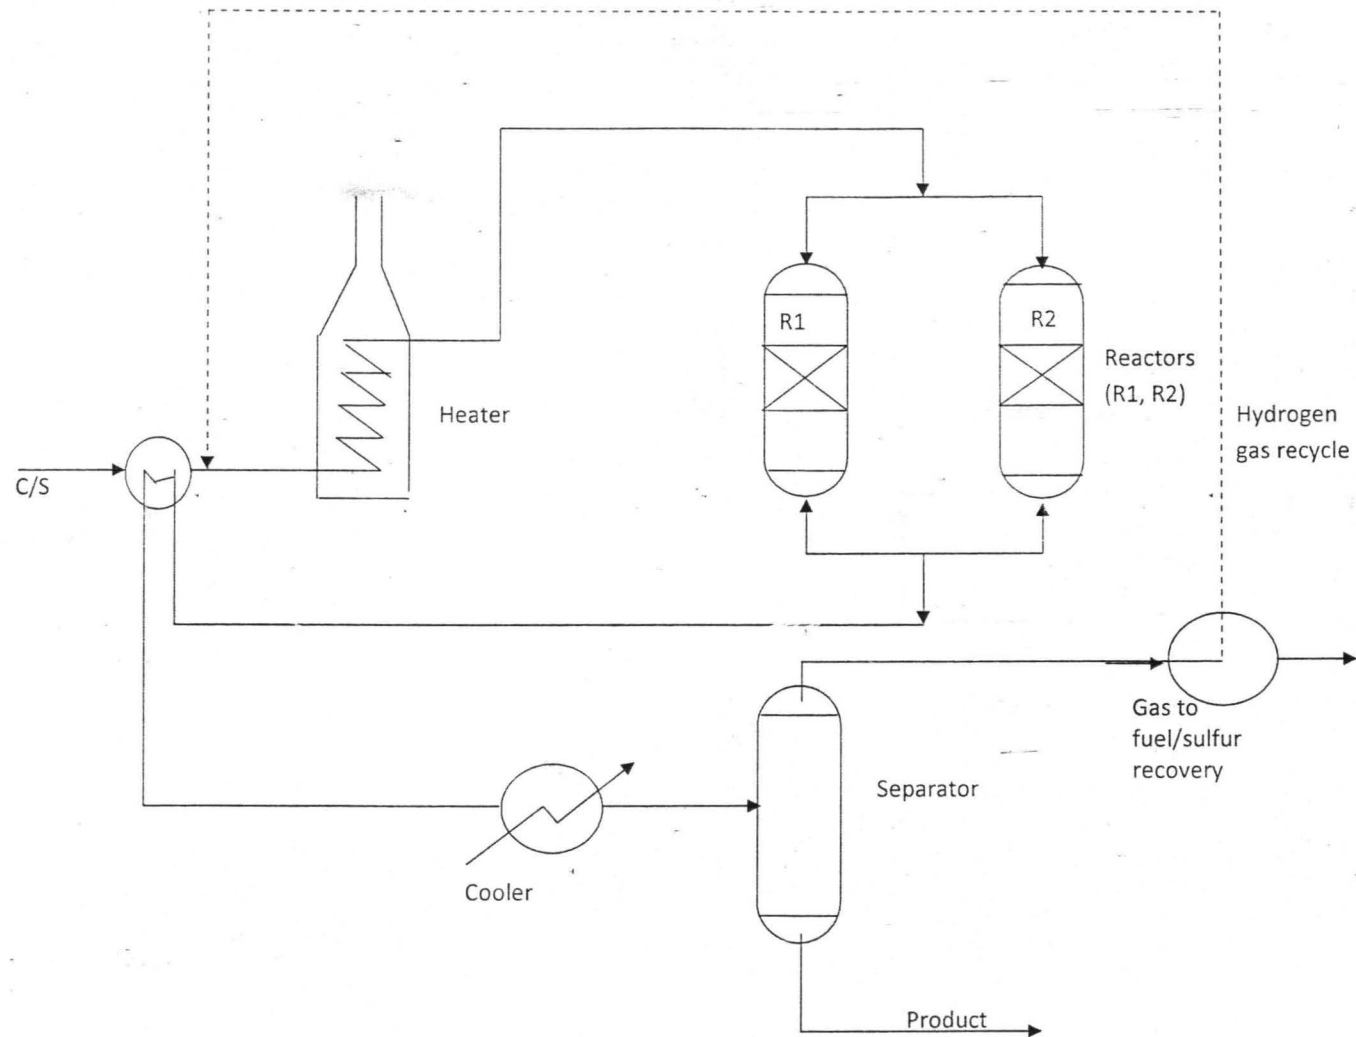 R1
R2
Reactors
(R1, R2)
Heater
Hydrogen
gas recycle
C/S
Gas to
fuel/sulfur
recovery
Separator
Cooler
Product